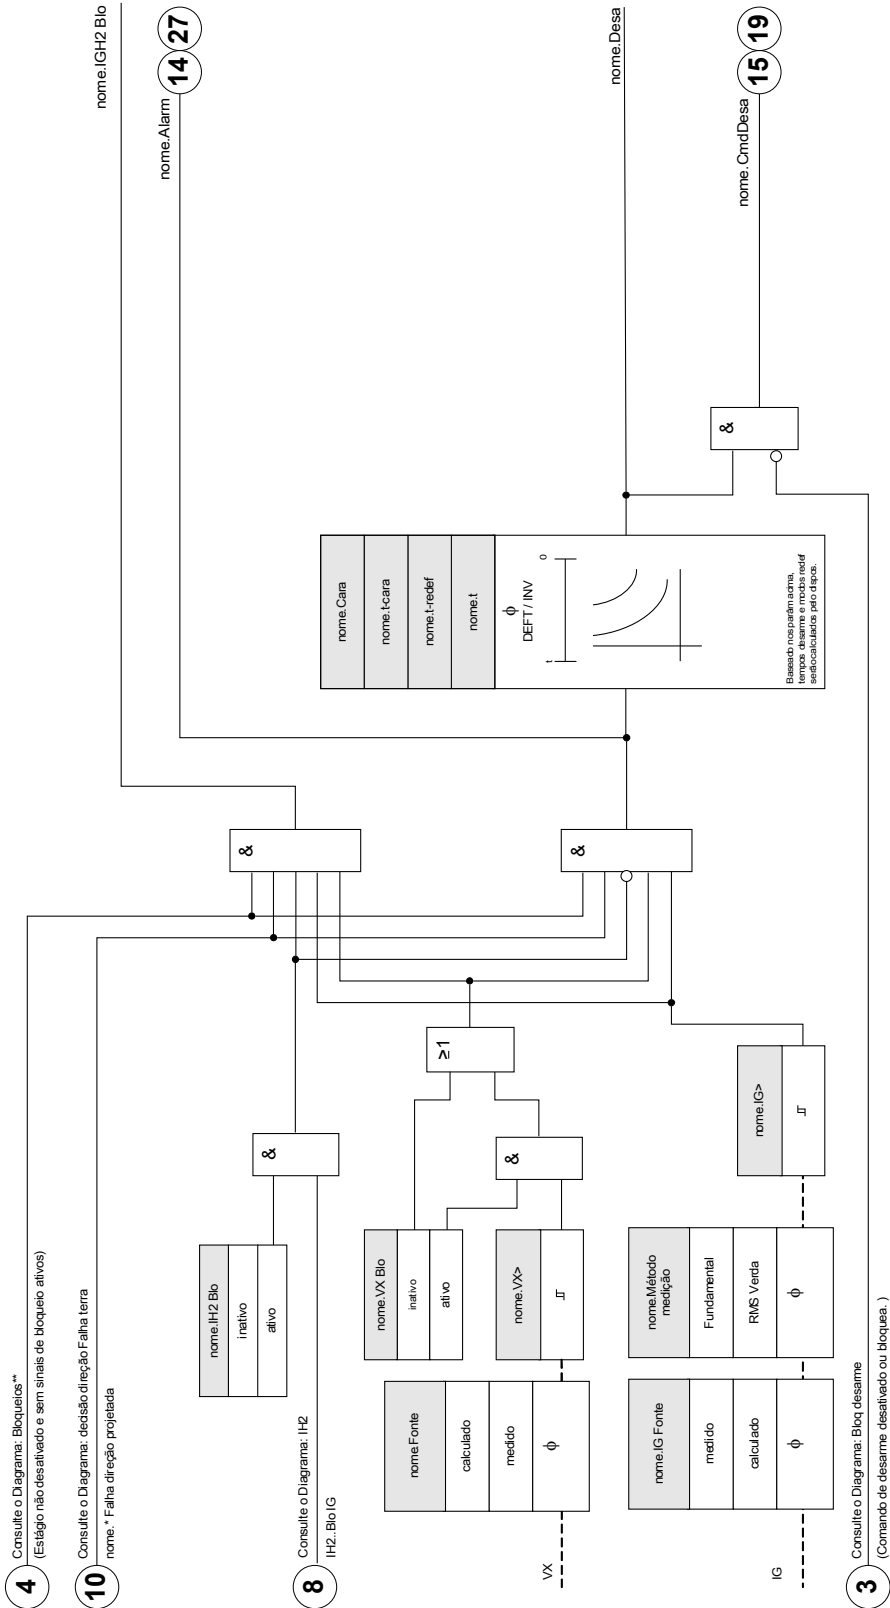 4
Consulte o Diagrama: Bloqueios**
(Estágio não desativado e sem sinais de bloqueio ativos)
10
Consulte o Diagrama: decisão direção Falha terra
nome.* Falha direção projetada
nome.IH2 Blo
inativo
ativo
&
8
Consulte o Diagrama: IH2
IH2..Blo IG
&
nome.IGH2 Blo
nome.Alarm
14
27
VX
nome.Fonte
calculado
medido
ϕ
nome.VX Blo
inativo
ativo
nome.VX>
&
≥1
&
nome.Cara
nome.t-cara
nome.t-redef
nome.t
ϕ
DEFT / INV
t
0
Baseado nos parâm acima,
tempos desarme e modos redef
serão calculados pelo dispos.
nome.Desa
IG
nome.IG Fonte
medido
calculado
ϕ
nome.Método
medição
Fundamental
RMS Verda
ϕ
nome.IG>
&
nome.CmdDesa
15
19
3
Consulte o Diagrama: Bloq desarme
(Comando de desarme desativado ou bloquea. )